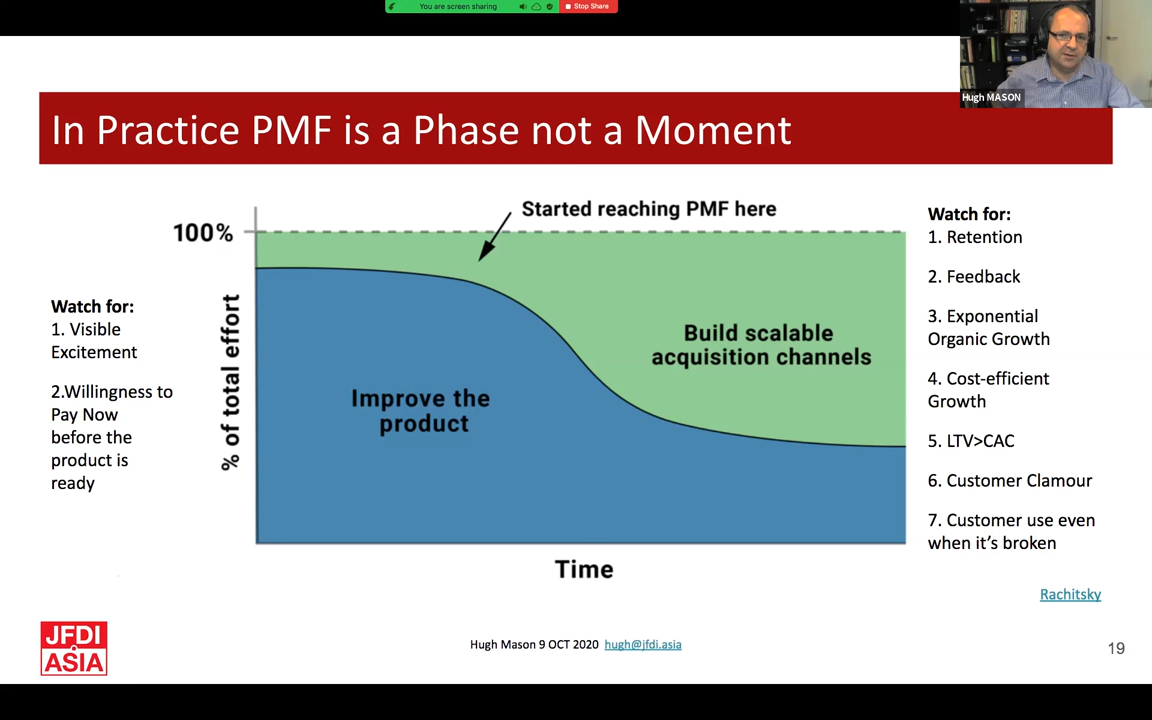 You are screen sharing
Stop Share
Hugh MASON
In Practice PMF is a Phase not a Moment
Watch for:
1. Visible
Excitement
2.Willingness to
Pay Now
before the
product is
ready
100%
% of total effort
Started reaching PMF here
Improve the
product
Build scalable
acquisition channels
Time
Watch for:
1. Retention
2. Feedback
3. Exponential
Organic Growth
4. Cost-efficient
Growth
5. LTV>CAC
6. Customer Clamour
7. Customer use even
when it's broken
Rachitsky
JFDI
ASIA
Hugh Mason 9 OCT 2020 hugh@jfdi.asia
19